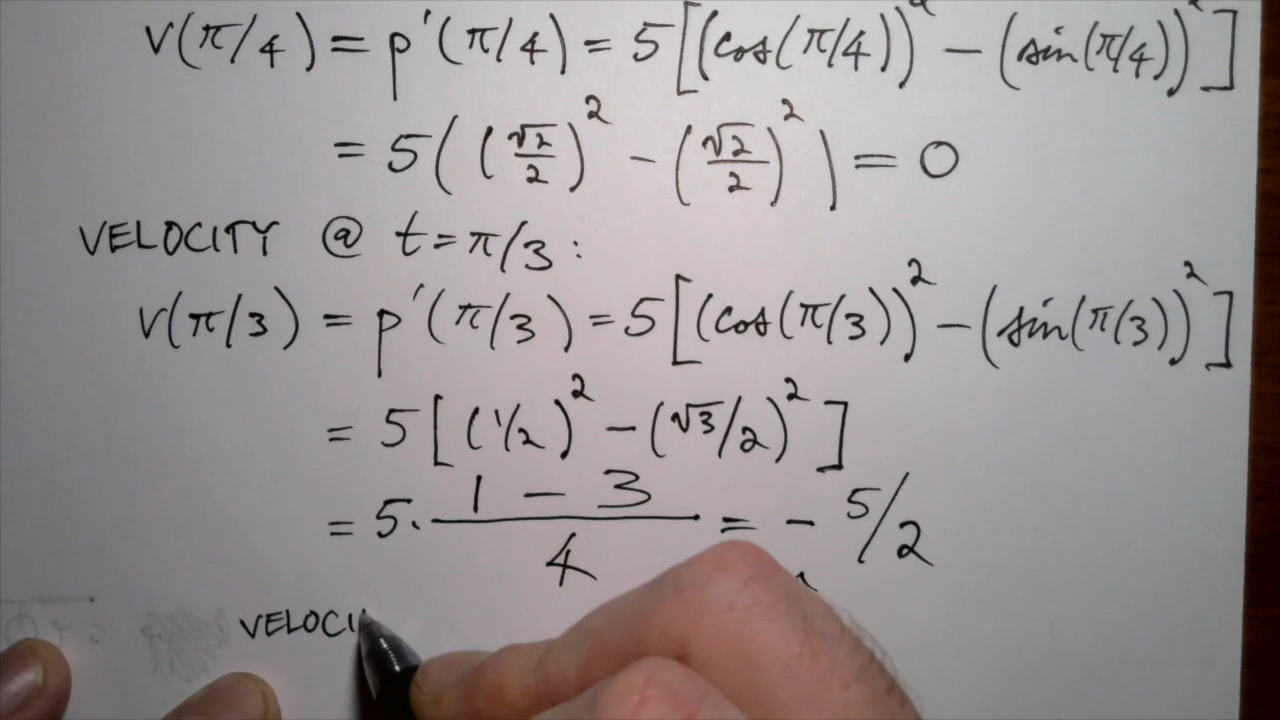 v(π/4) = p'(π/4) = 5[(cos(π/4))² − (sin(π/4))²]
= 5((√2/2)² − (√2/2)²) = 0
VELOCITY @ t=π/3:
v(π/3) = p'(π/3) = 5[(cos(π/3))² − (sin(π/3))²]
= 5[(1/2)² − (√3/2)²]
= 5· (1 − 3)/4 = − 5/2
VELOCI